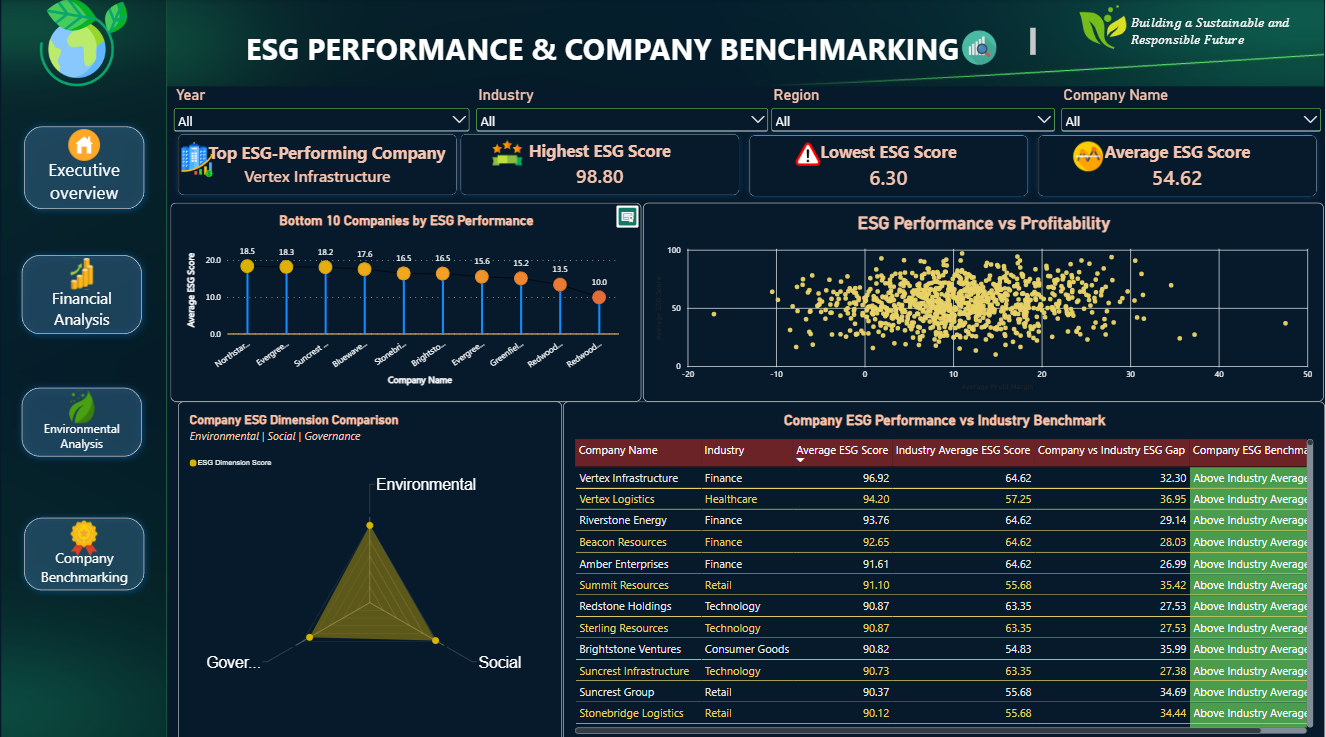 ESG PERFORMANCE & COMPANY BENCHMARKING
Building a Sustainable and
Responsible Future
Year
Industry
Region
Company Name
All
All
All
All
Executive
overview
Financial
Analysis
Environmental
Analysis
Company
Benchmarking
Top ESG-Performing Company
Vertex Infrastructure
Highest ESG Score
98.80
Lowest ESG Score
6.30
Average ESG Score
54.62
Bottom 10 Companies by ESG Performance
Average ESG Score
20.0
10.0
0.0
18.5
18.3
18.2
17.6
16.5
16.5
15.6
15.2
13.5
10.0
Northstar...
Evergree...
Suncrest ...
Bluewave...
Stonebri...
Brightsto...
Evergree...
Greenfiel...
Redwood...
Redwood...
Company Name
ESG Performance vs Profitability
100
50
0
-20
-10
0
10
20
30
40
50
Company ESG Dimension Comparison
Environmental | Social | Governance
ESG Dimension Score
Environmental
Gover...
Social
Company ESG Performance vs Industry Benchmark
Company Name Industry Average ESG Score Industry Average ESG Score Company vs Industry ESG Gap Company ESG Benchma
Vertex Infrastructure Finance 96.92 64.62 32.30 Above Industry Average
Vertex Logistics Healthcare 94.20 57.25 36.95 Above Industry Average
Riverstone Energy Finance 93.76 64.62 29.14 Above Industry Average
Beacon Resources Finance 92.65 64.62 28.03 Above Industry Average
Amber Enterprises Finance 91.61 64.62 26.99 Above Industry Average
Summit Resources Retail 91.10 55.68 35.42 Above Industry Average
Redstone Holdings Technology 90.87 63.35 27.53 Above Industry Average
Sterling Resources Technology 90.87 63.35 27.53 Above Industry Average
Brightstone Ventures Consumer Goods 90.82 54.83 35.99 Above Industry Average
Suncrest Infrastructure Technology 90.73 63.35 27.38 Above Industry Average
Suncrest Group Retail 90.37 55.68 34.69 Above Industry Average
Stonebridge Logistics Retail 90.12 55.68 34.44 Above Industry Average